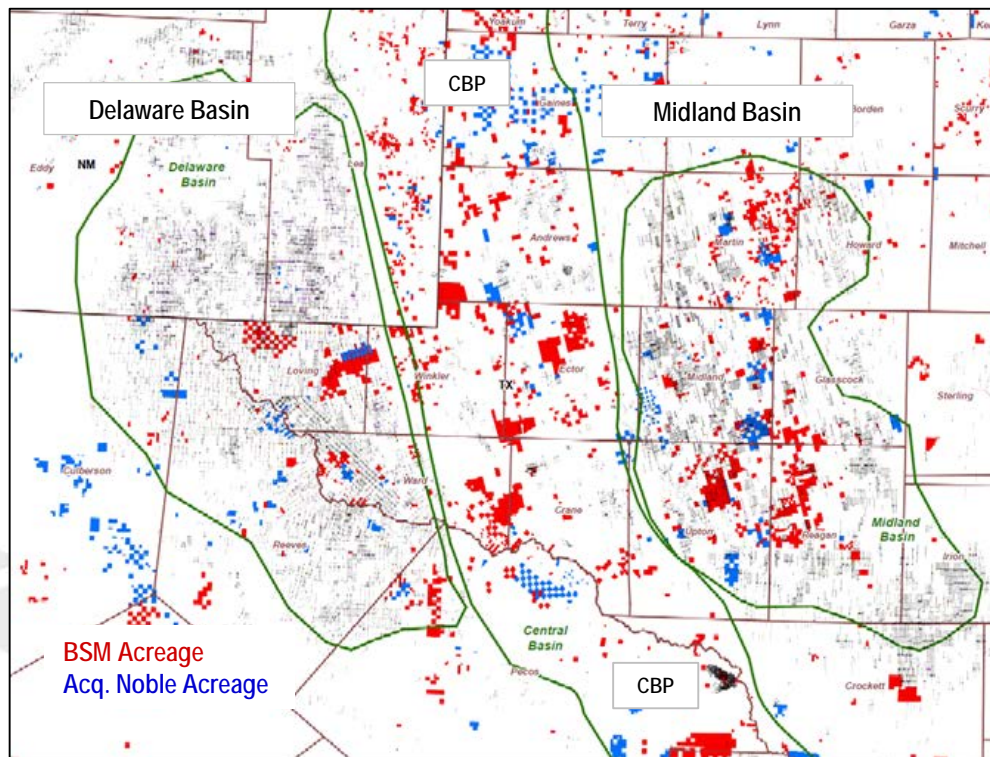 Yoakum
Terry
Lynn
Garza
CBP
Gaines
Delaware Basin
Midland Basin
Borden
Scurry
Eddy
NM
Delaware
Basin
Lea
Andrews
Martin
Howard
Mitchell
Loving
Winkler
TX
Ector
Midland
Glasscock
Sterling
Culberson
Ward
Crane
Upton
Reagan
Midland
Basin
Irion
Reeves
BSM Acreage
Acq. Noble Acreage
Central
Basin
Pecos
CBP
Crockett